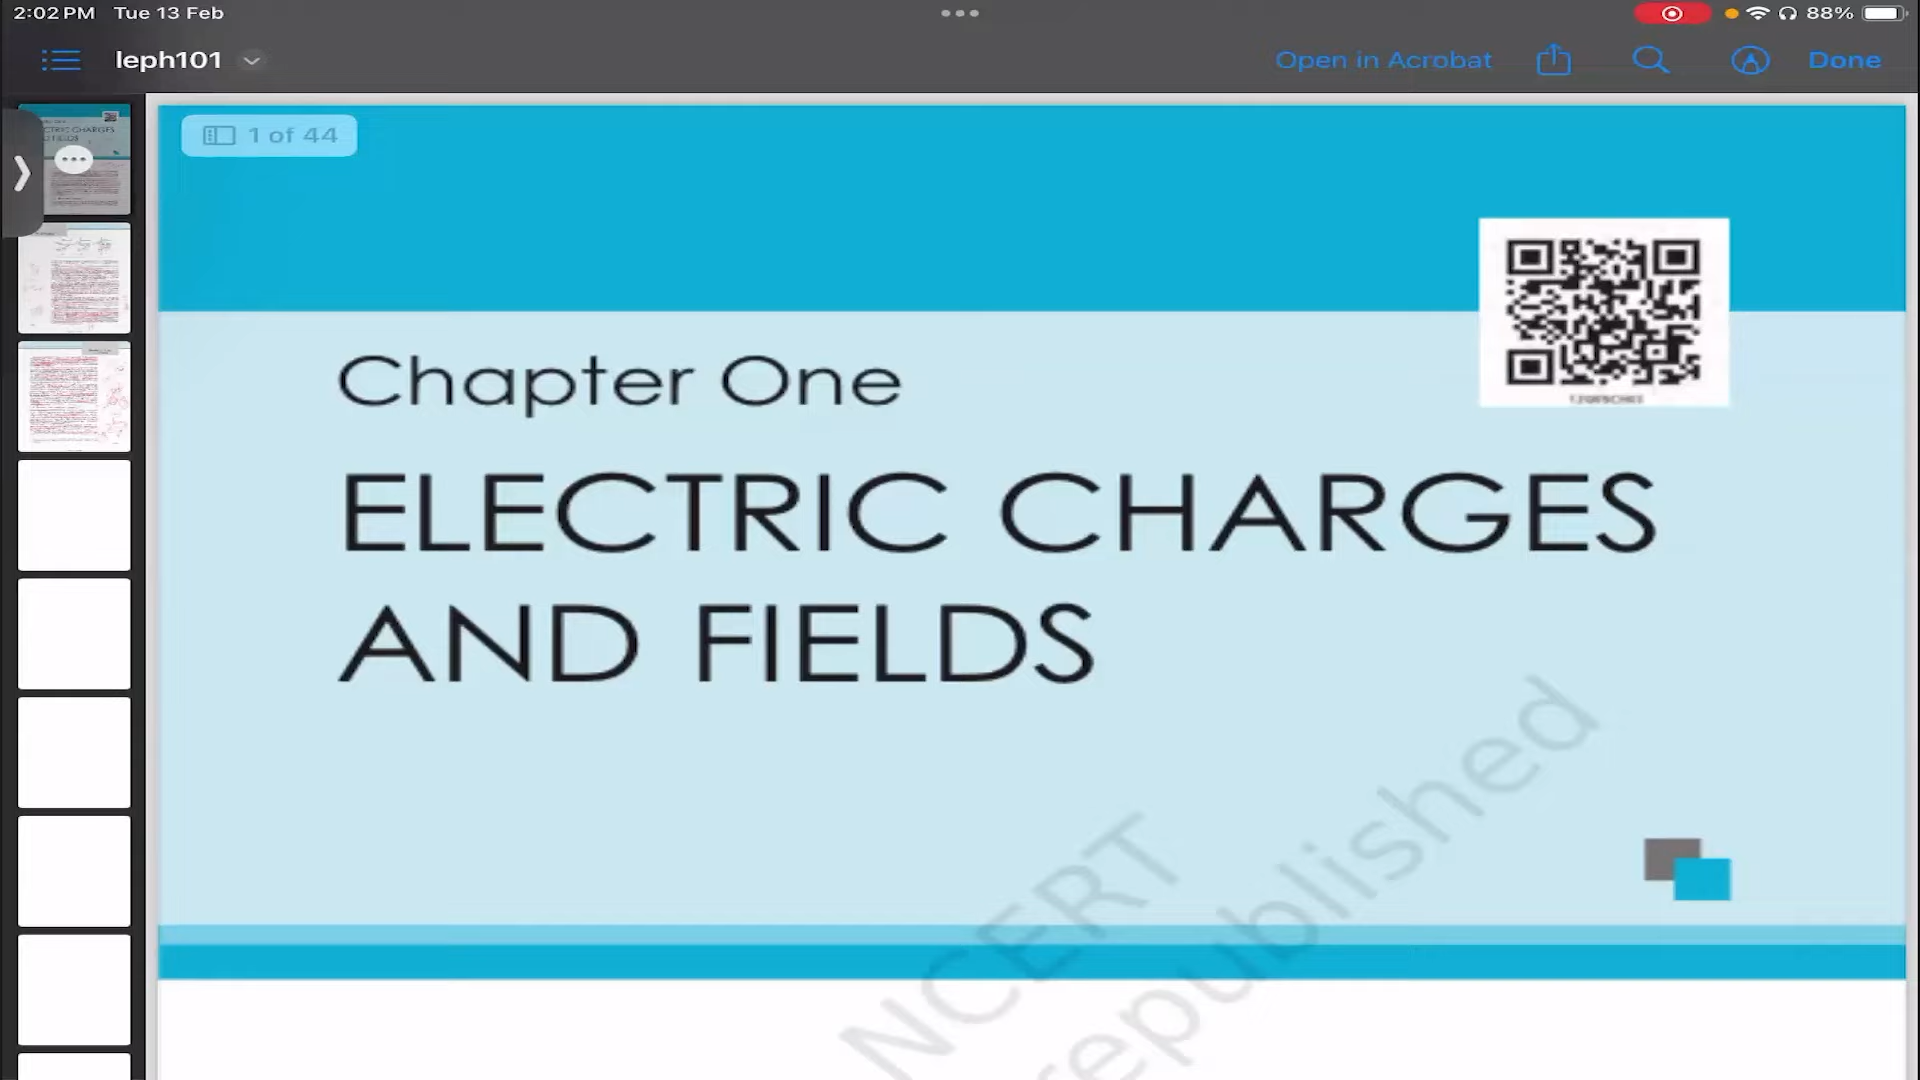 2:02 PM Tue 13 Feb
88%
leph101
Open in Acrobat
Done
1 of 44
Chapter One
ELECTRIC CHARGES
AND FIELDS
NCERT
republished